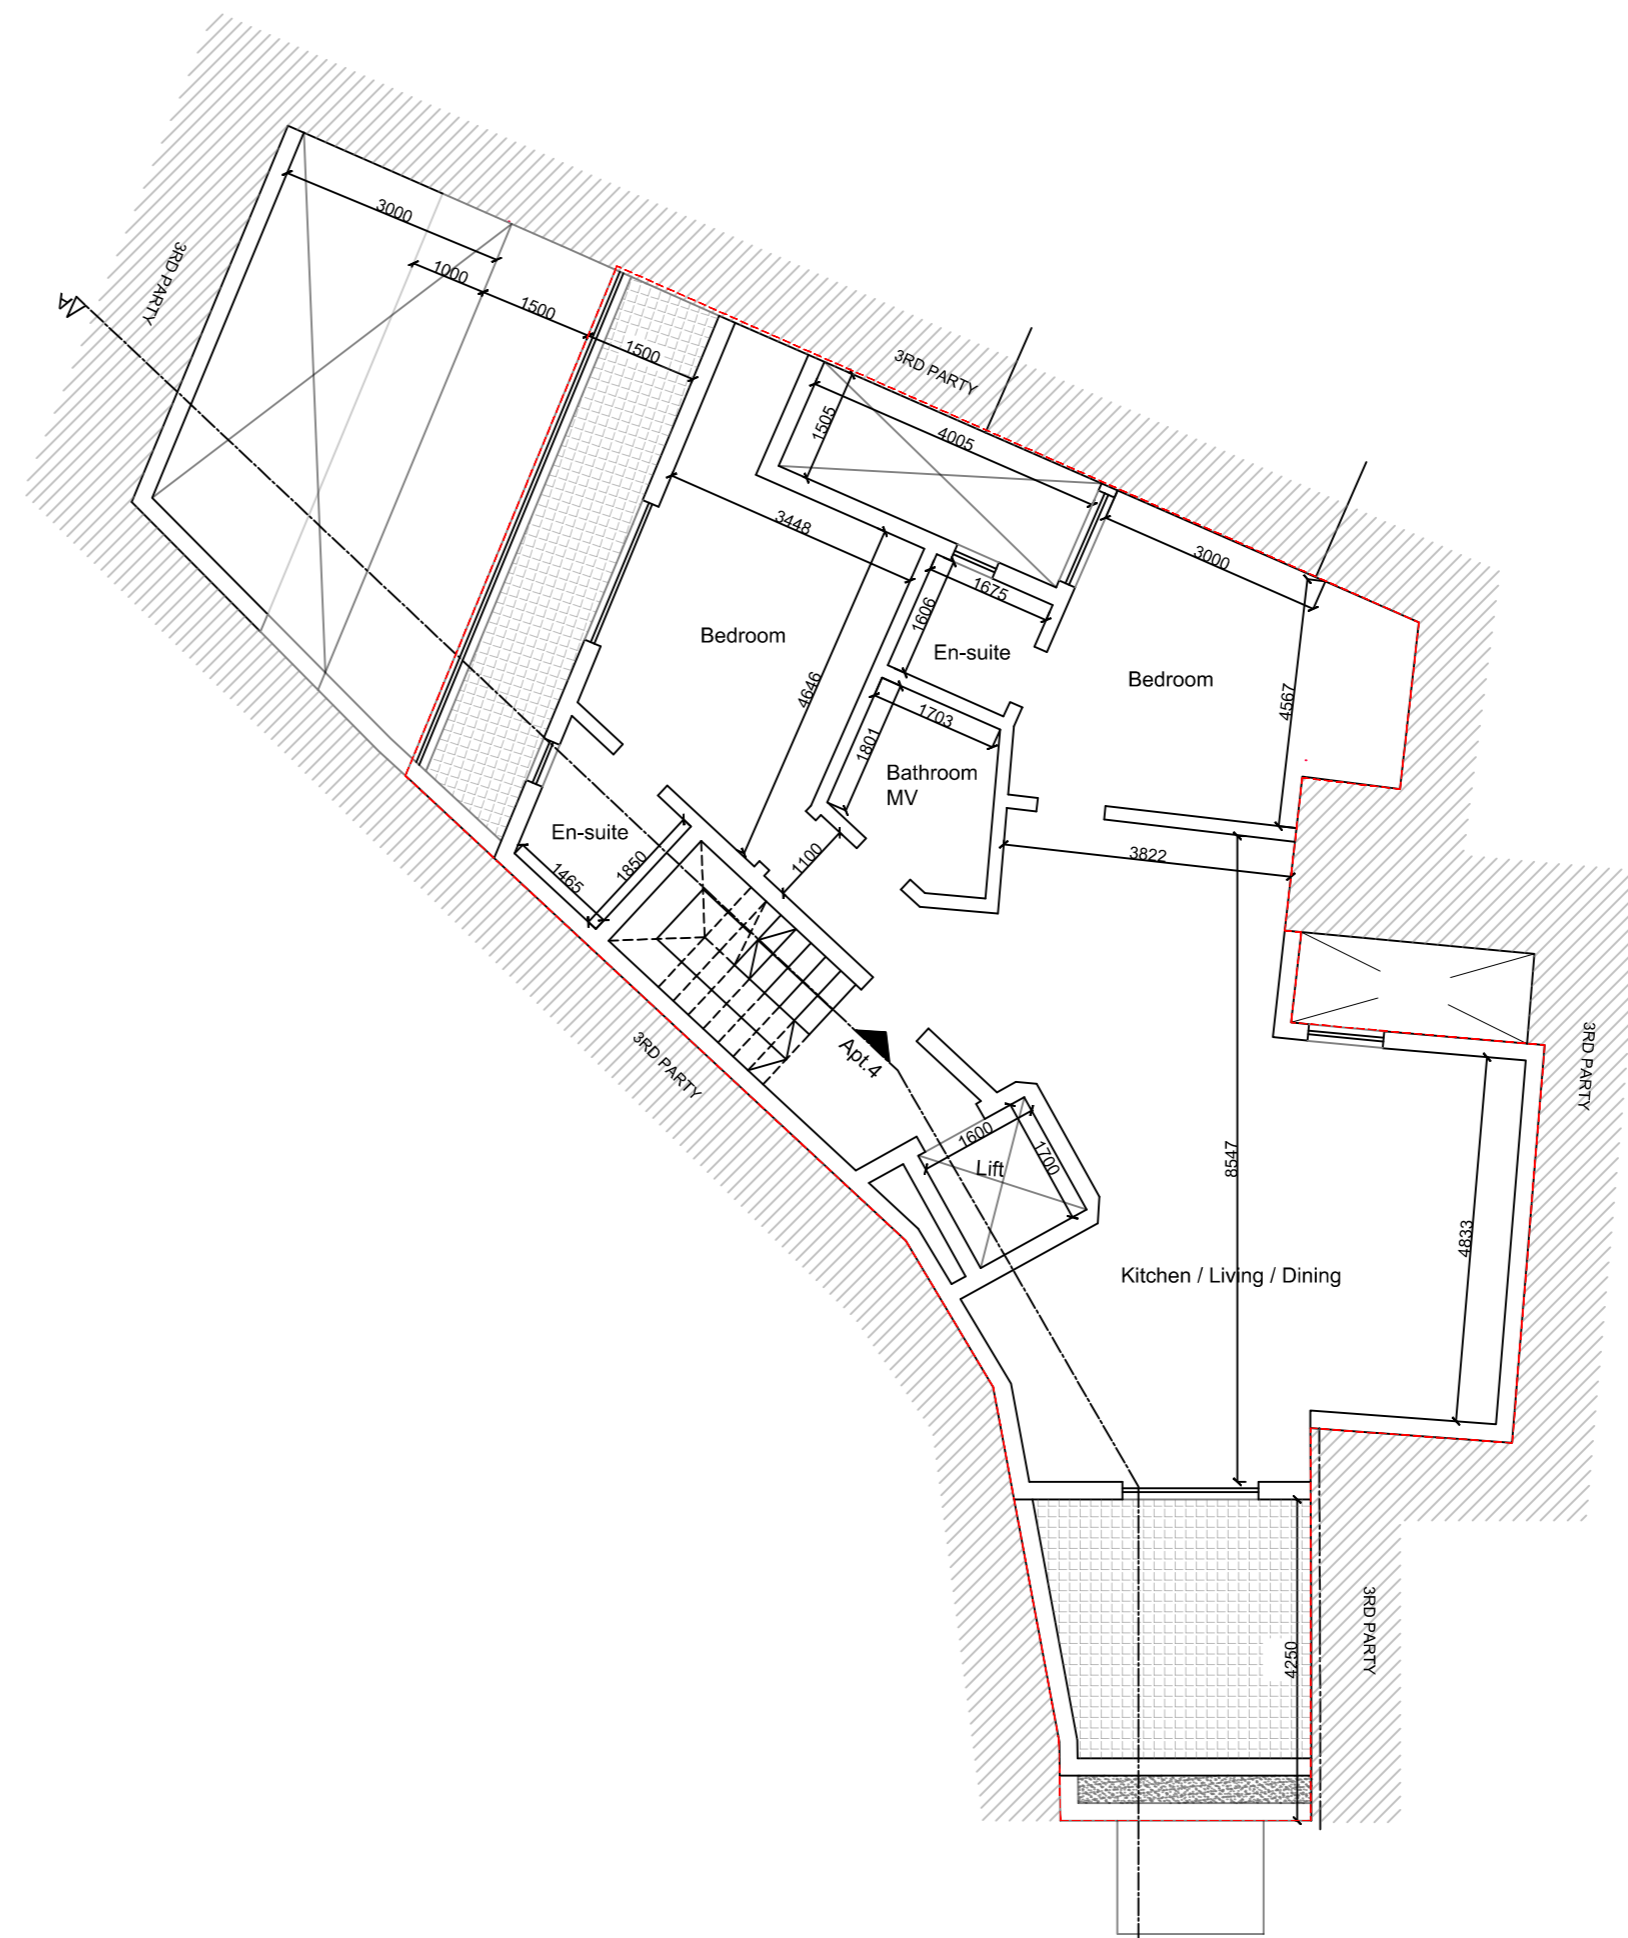 3000
3RD PARTY
1000
A
1500
1500
3RD PARTY
1505
4005
3448
3000
1675
1606
Bedroom
En-suite
Bedroom
4646
4567
1703
1801
Bathroom
MV
En-suite
1850
1465
1100
3822
3RD PARTY
Apt.4
3RD PARTY
1600
1700
Lift
8547
4833
Kitchen / Living / Dining
4250
3RD PARTY